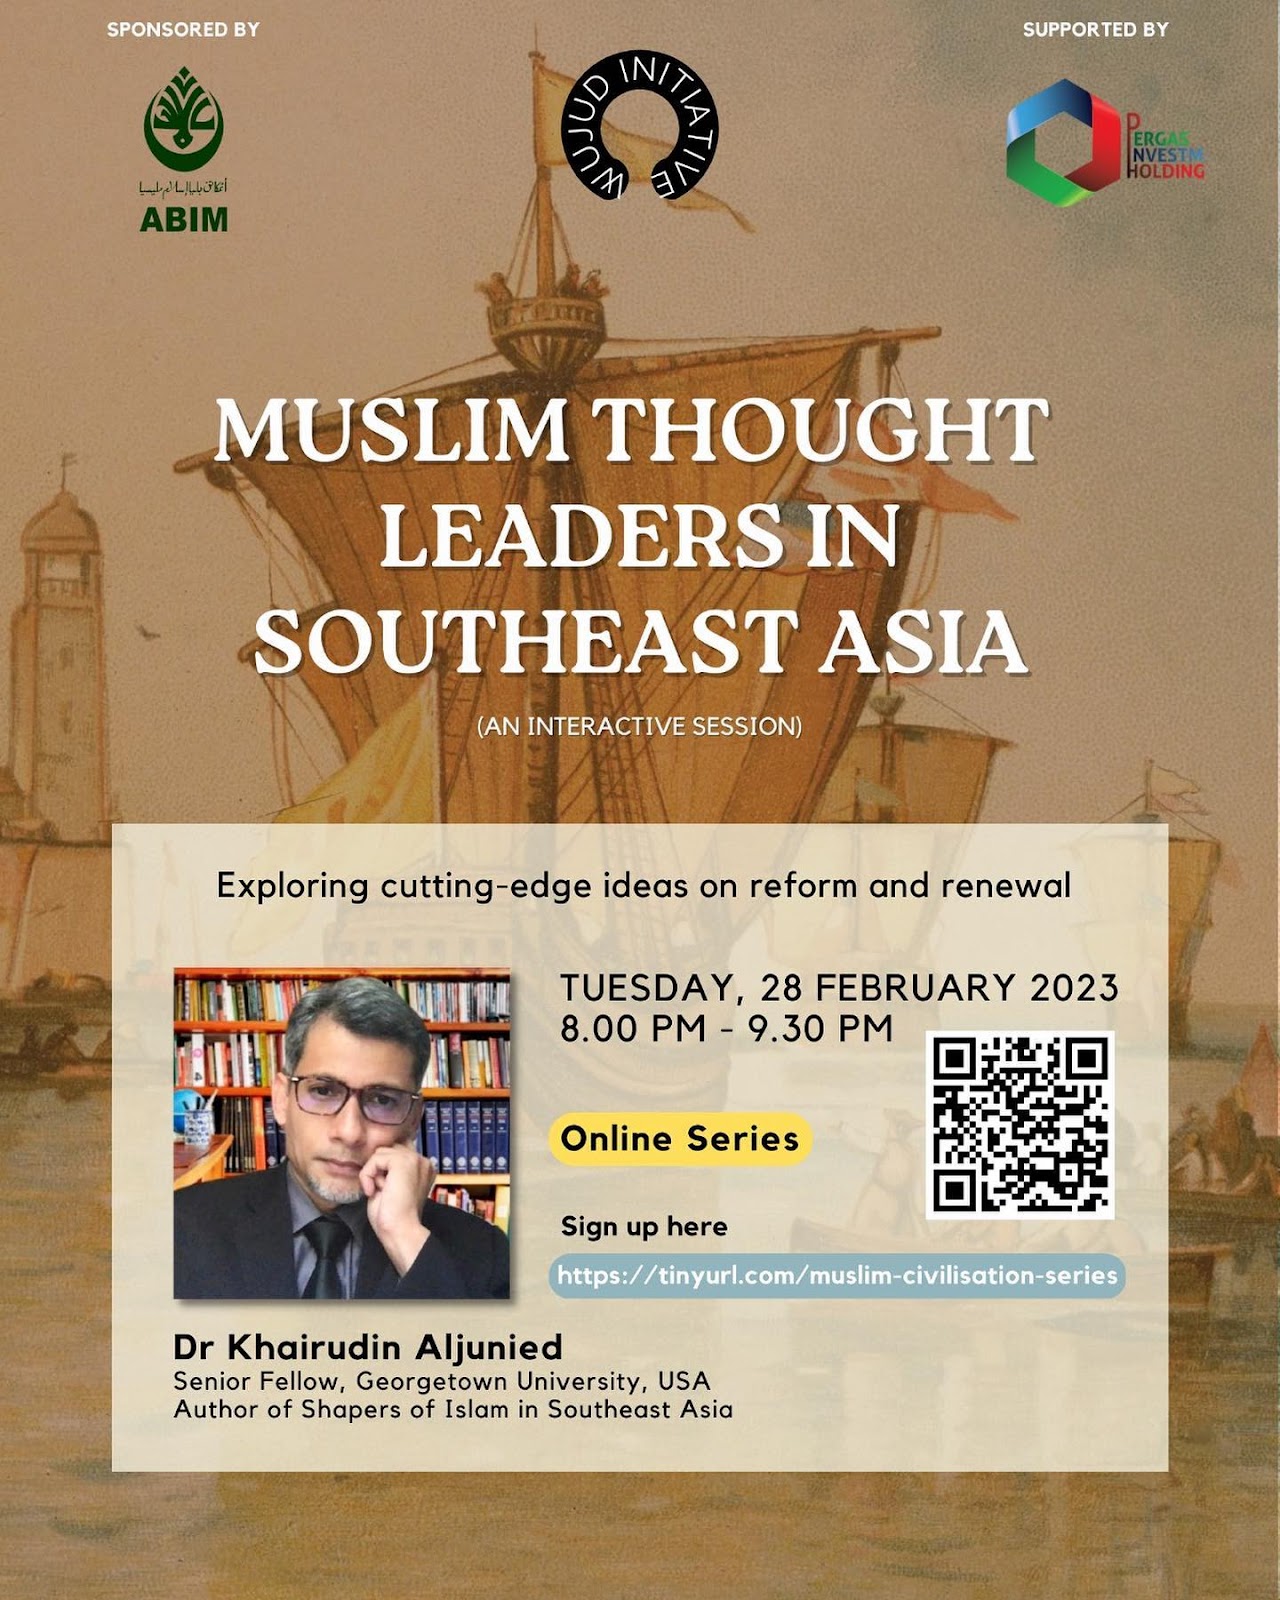 SPONSORED BY
SUPPORTED BY
WUJUD INITIATIVE
ABIM
PERGAS
INVESTM
HOLDING
MUSLIM THOUGHT
LEADERS IN
SOUTHEAST ASIA
(AN INTERACTIVE SESSION)
Exploring cutting-edge ideas on reform and renewal
TUESDAY, 28 FEBRUARY 2023
8.00 PM - 9.30 PM
Online Series
Sign up here
https://tinyurl.com/muslim-civilisation-series
Dr Khairudin Aljunied
Senior Fellow, Georgetown University, USA
Author of Shapers of Islam in Southeast Asia